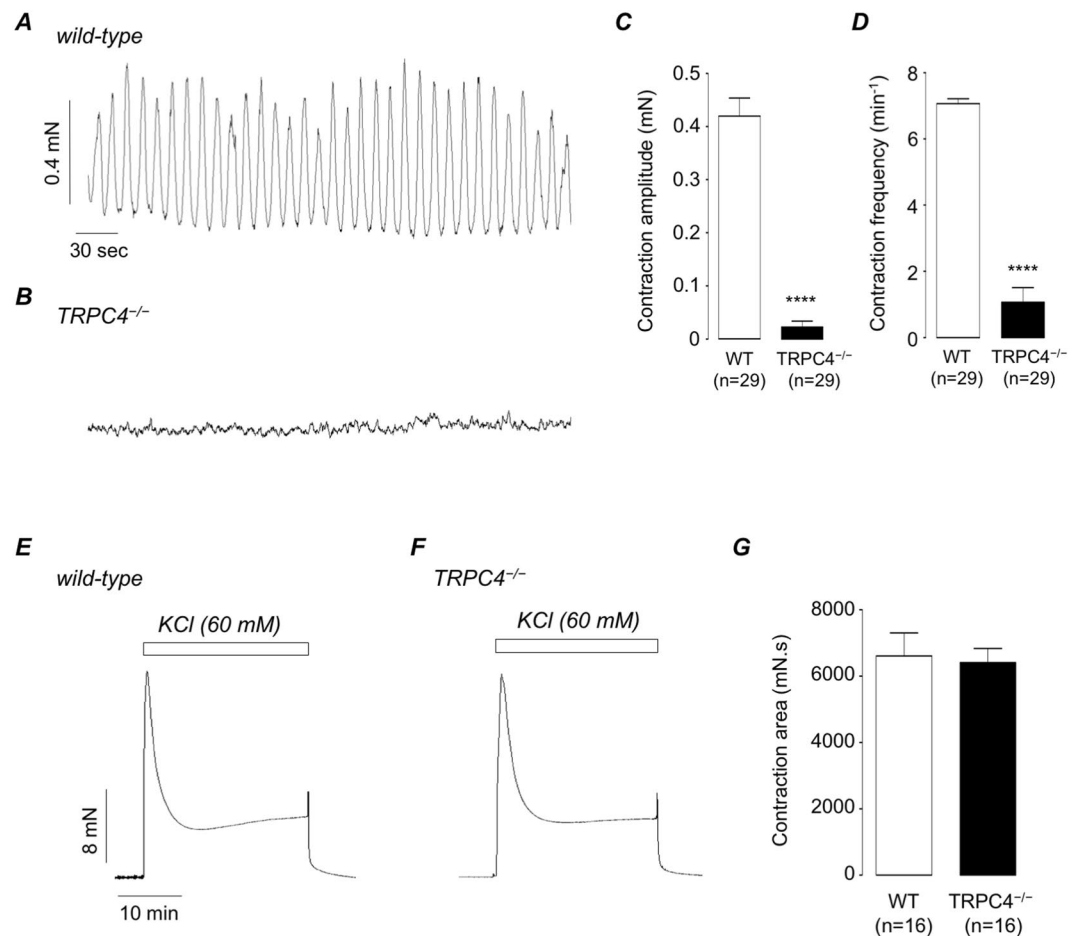 A
wild-type
0.4 mN
30 sec
B
TRPC4⁻/⁻
C
Contraction amplitude (mN)
0.5
0.4
0.3
0.2
0.1
0
****
WT
(n=29)
TRPC4⁻/⁻
(n=29)
D
Contraction frequency (min⁻¹)
8
6
4
2
0
****
WT
(n=29)
TRPC4⁻/⁻
(n=29)
E
wild-type
KCl (60 mM)
8 mN
10 min
F
TRPC4⁻/⁻
KCl (60 mM)
G
Contraction area (mN.s)
8000
6000
4000
2000
0
WT
(n=16)
TRPC4⁻/⁻
(n=16)